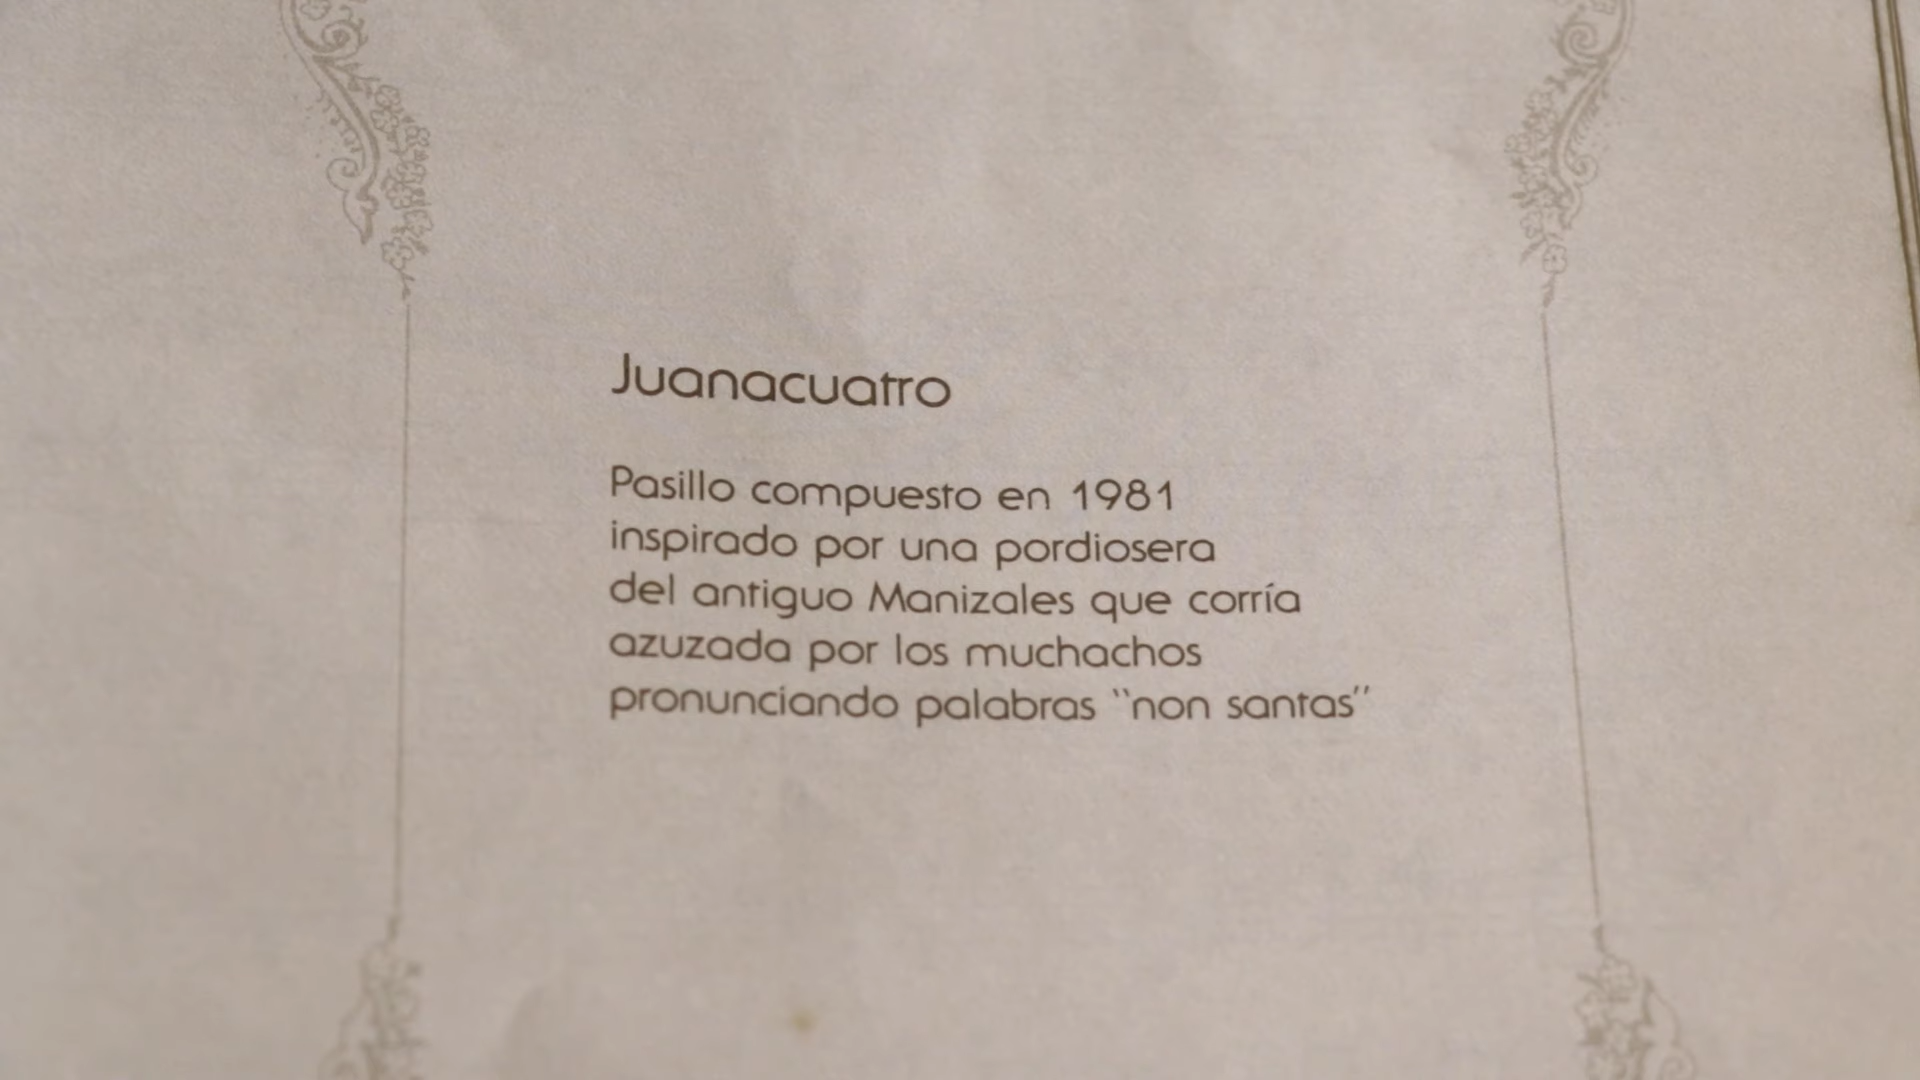 Juanacuatro
Pasillo compuesto en 1981
inspirado por una pordiosera
del antiguo Manizales que corría
azuzada por los muchachos
pronunciando palabras "non santas"